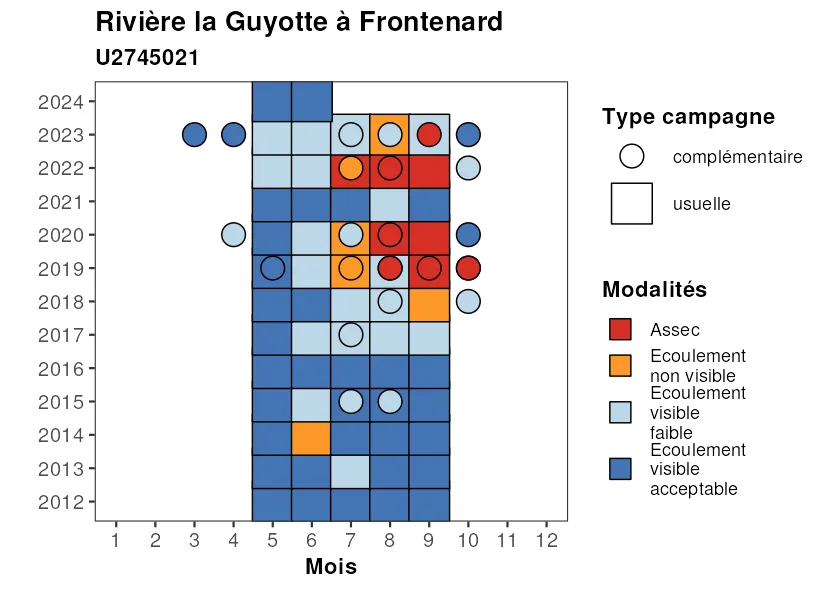 Rivière la Guyotte à Frontenard
U2745021
2024
2023
2022
2021
2020
2019
2018
2017
2016
2015
2014
2013
2012
1 2 3 4 5 6 7 8 9 10 11 12
Mois
Type campagne
complémentaire
usuelle
Modalités
Assec
Ecoulement
non visible
Ecoulement
visible
faible
Ecoulement
visible
acceptable